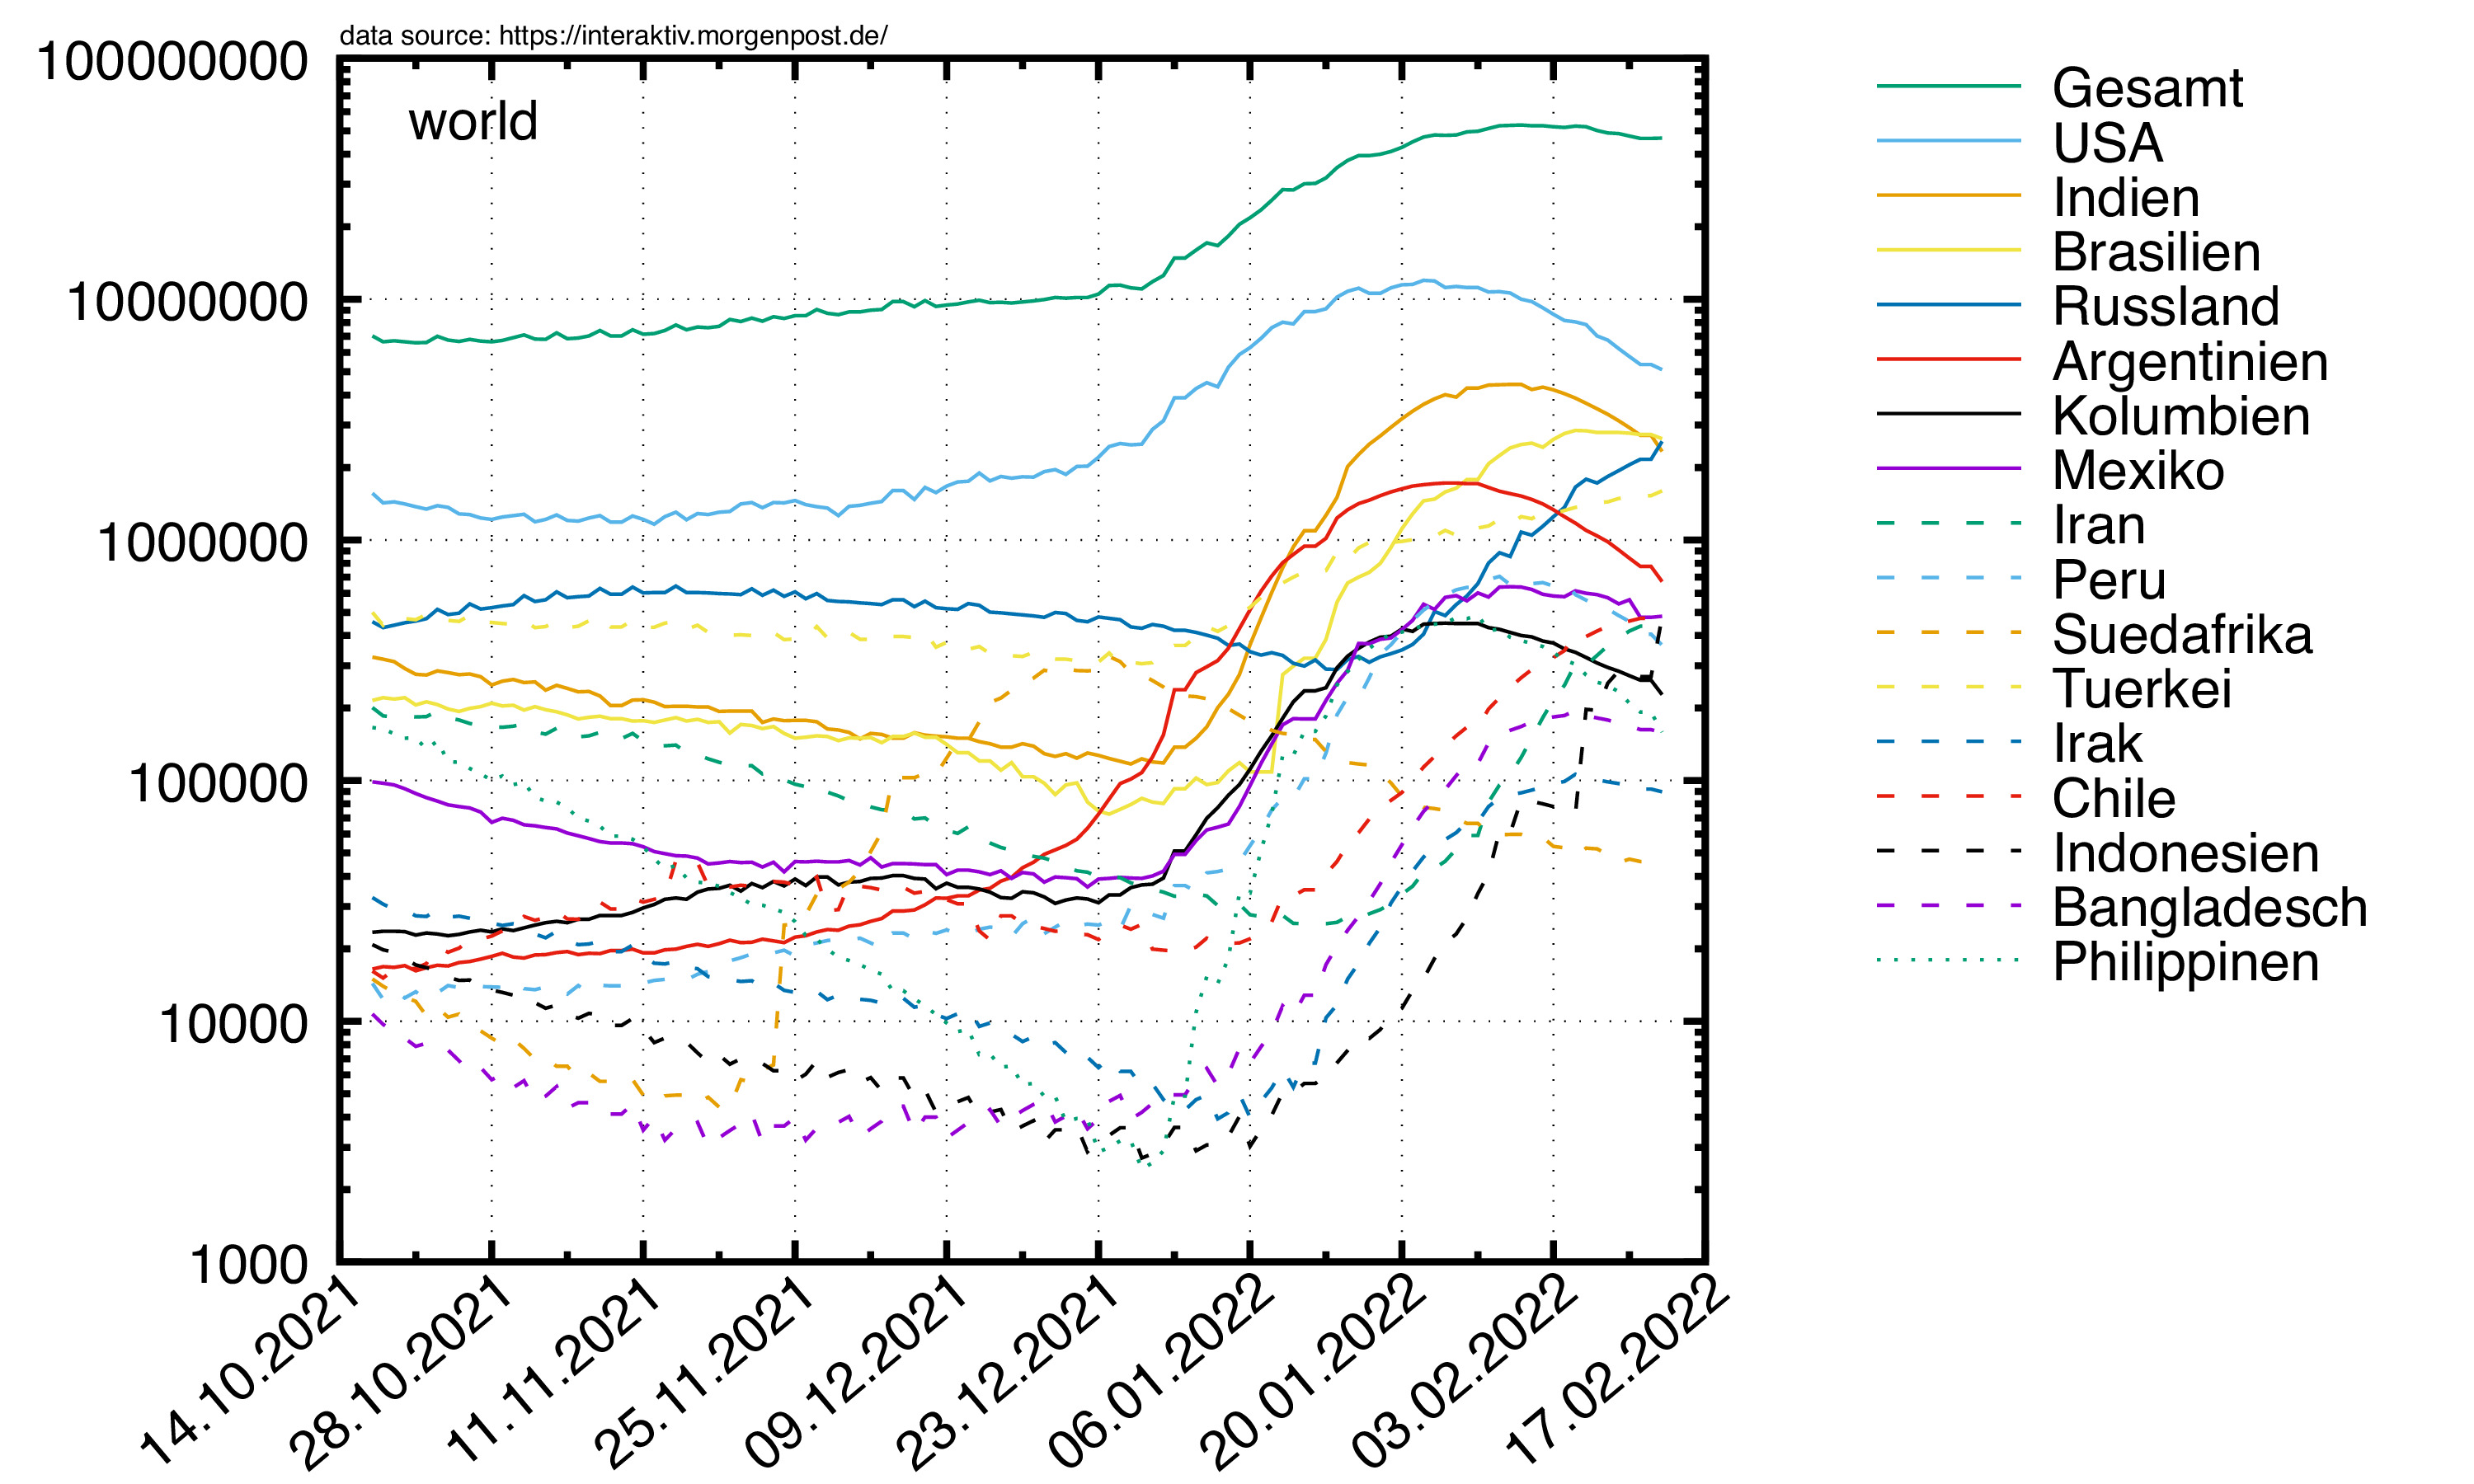 data source: https://interaktiv.morgenpost.de/
world
100000000
10000000
1000000
100000
10000
1000
14.10.2021
28.10.2021
11.11.2021
25.11.2021
09.12.2021
23.12.2021
06.01.2022
20.01.2022
03.02.2022
17.02.2022
Gesamt
USA
Indien
Brasilien
Russland
Argentinien
Kolumbien
Mexiko
Iran
Peru
Suedafrika
Tuerkei
Irak
Chile
Indonesien
Bangladesch
Philippinen